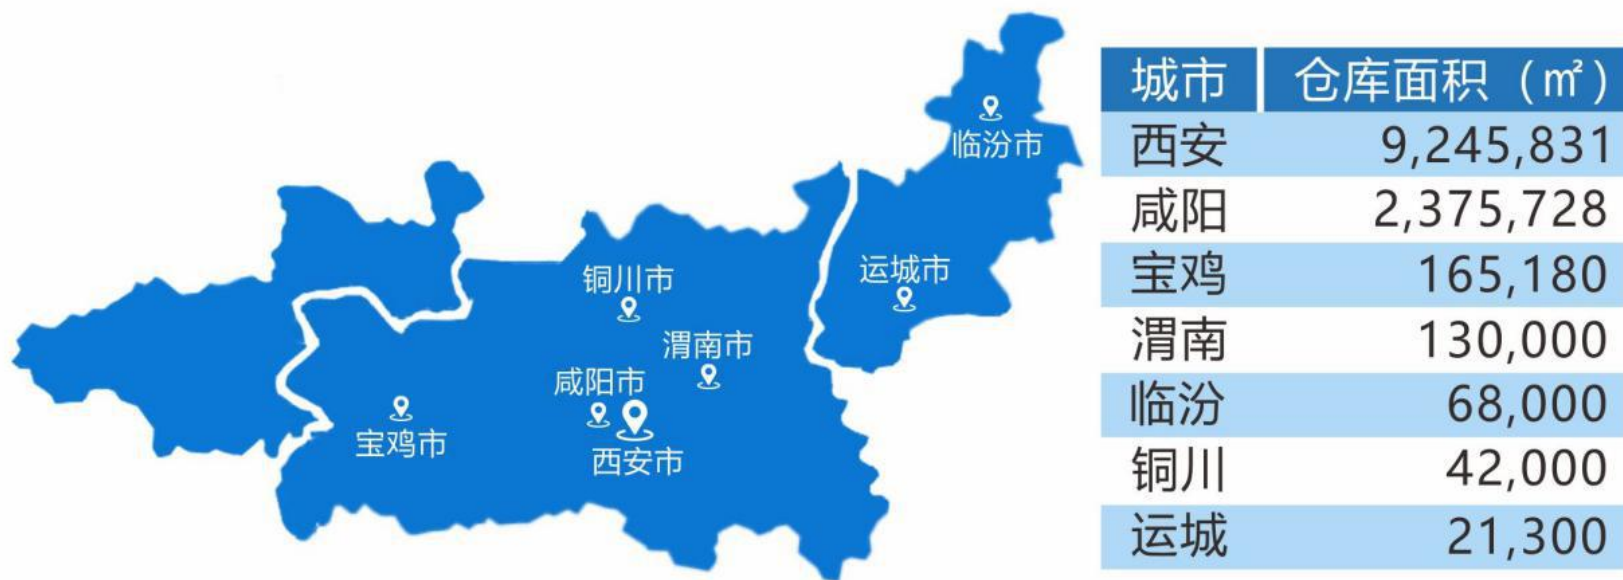 临汾市
运城市
铜川市
渭南市
咸阳市
宝鸡市
西安市
城市 仓库面积（㎡）
西安 9,245,831
咸阳 2,375,728
宝鸡 165,180
渭南 130,000
临汾 68,000
铜川 42,000
运城 21,300